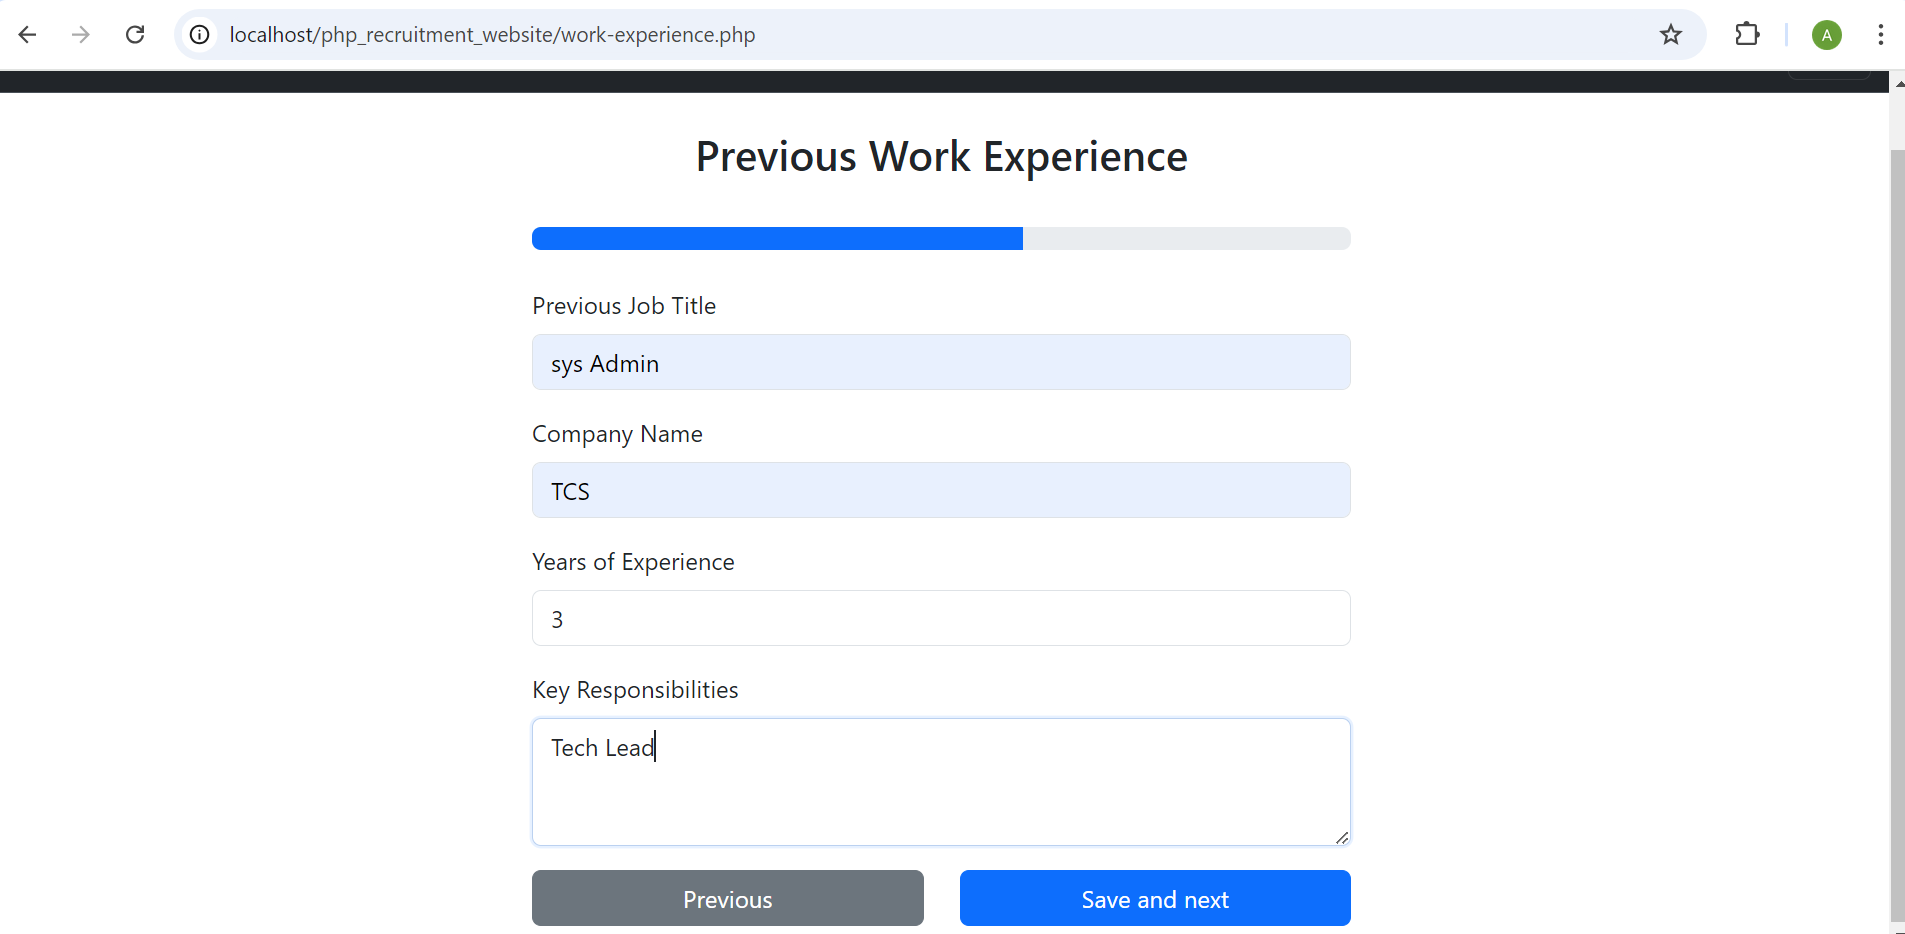 localhost/php_recruitment_website/work-experience.php
A
Previous Work Experience
Previous Job Title
sys Admin
Company Name
TCS
Years of Experience
3
Key Responsibilities
Tech Lead
Previous
Save and next